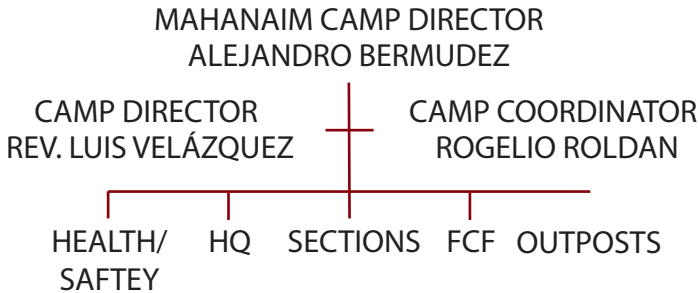 MAHANAIM CAMP DIRECTOR
ALEJANDRO BERMUDEZ
CAMP DIRECTOR
REV. LUIS VELÁZQUEZ
CAMP COORDINATOR
ROGELIO ROLDAN
HEALTH/
SAFTEY
HQ
SECTIONS
FCF
OUTPOSTS